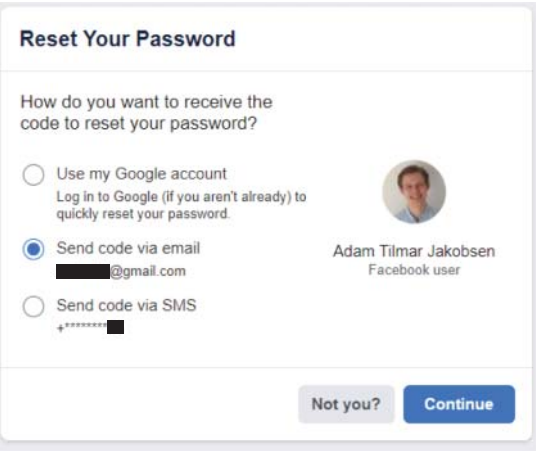 Reset Your Password
How do you want to receive the
code to reset your password?
Use my Google account
Log in to Google (if you aren't already) to
quickly reset your password.
Send code via email
@gmail.com
Send code via SMS
+********
Adam Tilmar Jakobsen
Facebook user
Not you?
Continue